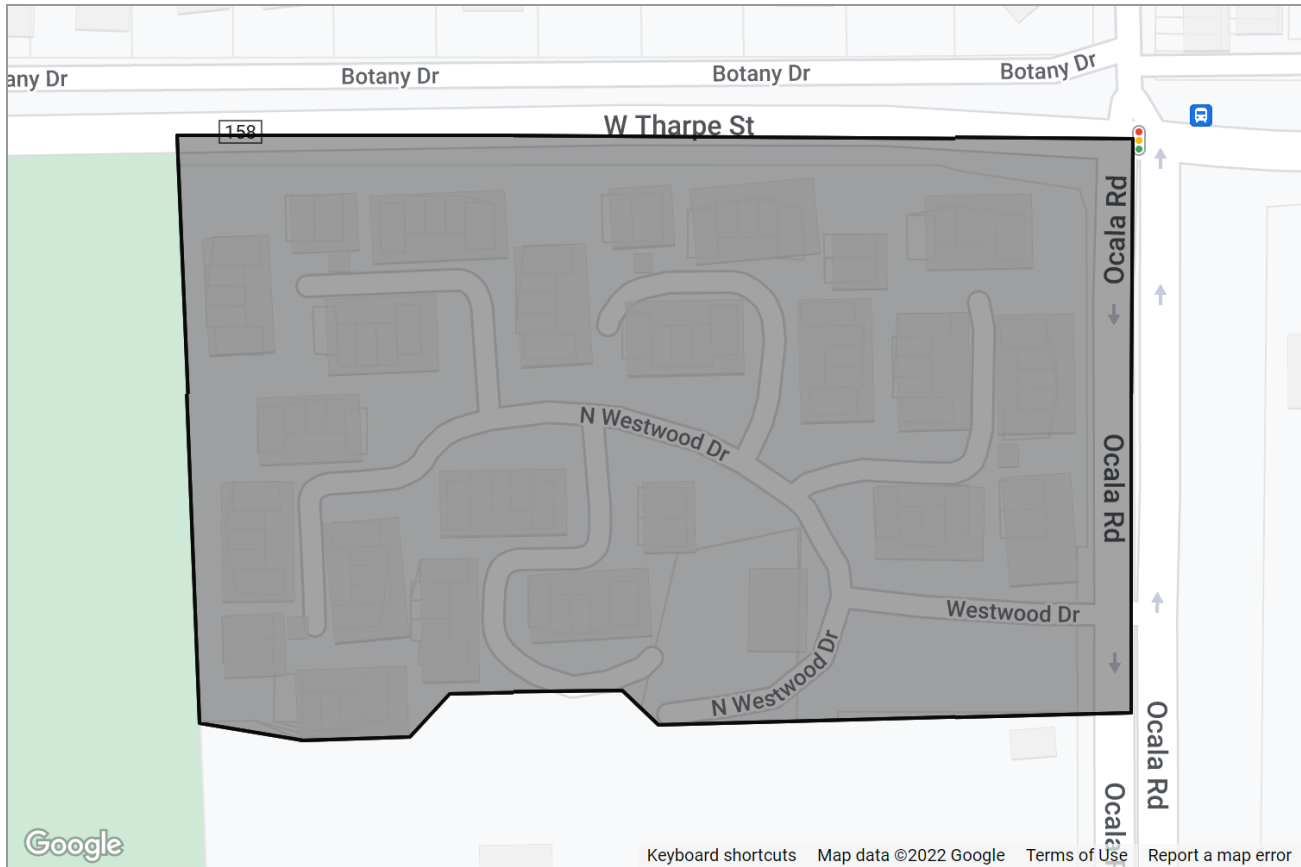 any Dr
Botany Dr
Botany Dr
Botany Dr
158
W Tharpe St
Ocala Rd
N Westwood Dr
Ocala Rd
Westwood Dr
N Westwood Dr
Ocala Rd
Ocala
Google
Keyboard shortcuts Map data ©2022 Google Terms of Use Report a map error